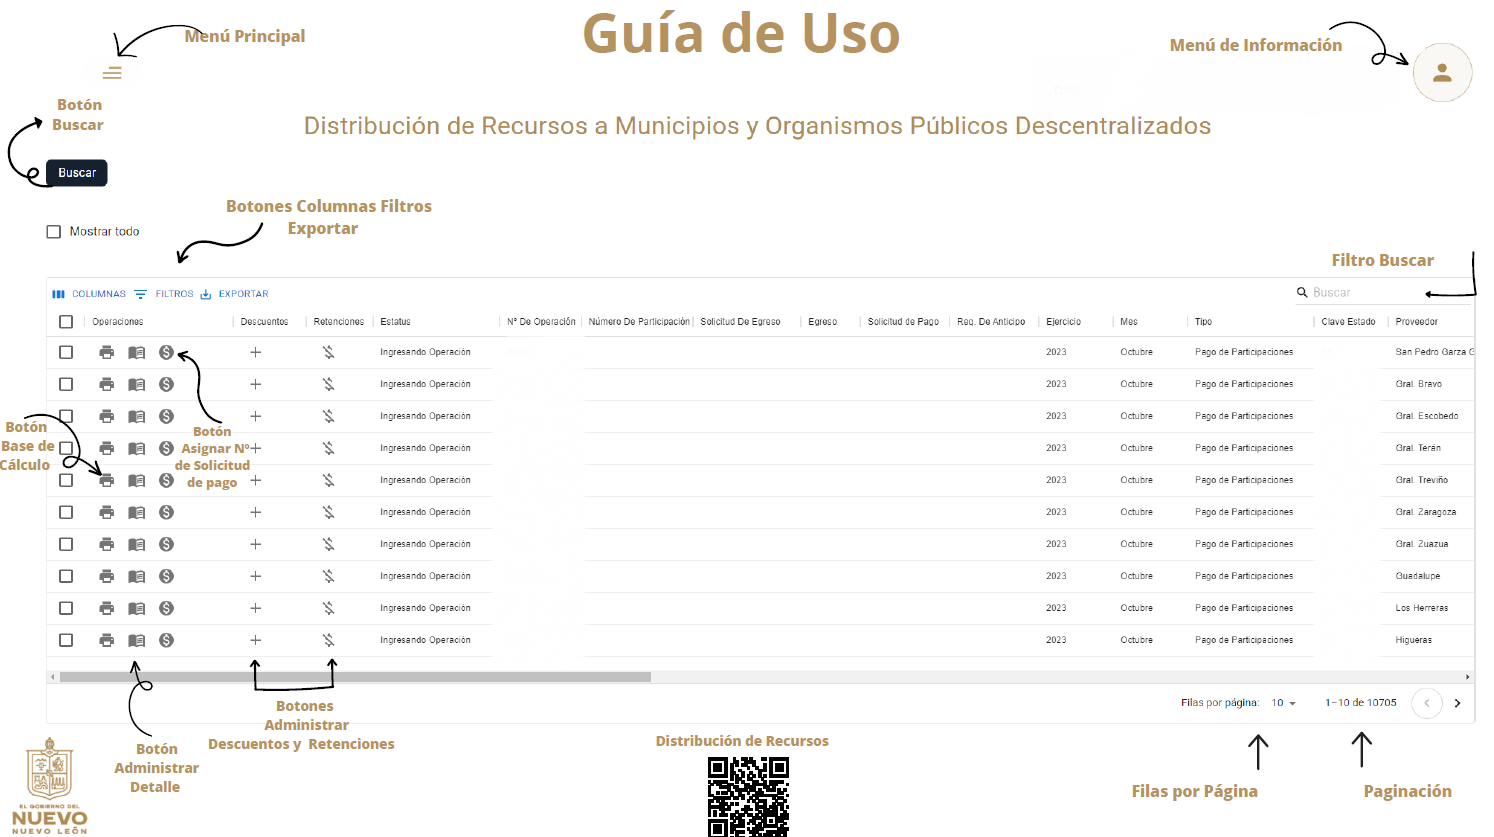 Guía de Uso
Menú Principal
Menú de Información
Botón
Buscar
Distribución de Recursos a Municipios y Organismos Públicos Descentralizados
Buscar
Botones Columnas Filtros
Exportar
Mostrar todo
Filtro Buscar
COLUMNAS FILTROS EXPORTAR Buscar
Operaciones Descuentos Retenciones Estatus Nº De Operación Número De Participación Solicitud De Egreso Egreso Solicitud de Pago Req. De Anticipo Ejercicio Mes Tipo Clave Estado Proveedor
Ingresando Operación 2023 Octubre Pago de Participaciones San Pedro Garza G
Ingresando Operación 2023 Octubre Pago de Participaciones Gral. Bravo
Ingresando Operación 2023 Octubre Pago de Participaciones Gral. Escobedo
Ingresando Operación 2023 Octubre Pago de Participaciones Gral. Terán
Ingresando Operación 2023 Octubre Pago de Participaciones Gral. Treviño
Ingresando Operación 2023 Octubre Pago de Participaciones Gral. Zaragoza
Ingresando Operación 2023 Octubre Pago de Participaciones Gral. Zuazua
Ingresando Operación 2023 Octubre Pago de Participaciones Guadalupe
Ingresando Operación 2023 Octubre Pago de Participaciones Los Herreras
Ingresando Operación 2023 Octubre Pago de Participaciones Higueras
Botón
Base de
Cálculo
Botón
Asignar Nº
de Solicitud
de pago
Filas por página: 10 1–10 de 10705
Botones
Administrar
Descuentos y Retenciones
Botón
Administrar
Detalle
Distribución de Recursos
Filas por Página
Paginación
EL GOBIERNO DEL
NUEVO
NUEVO LEÓN